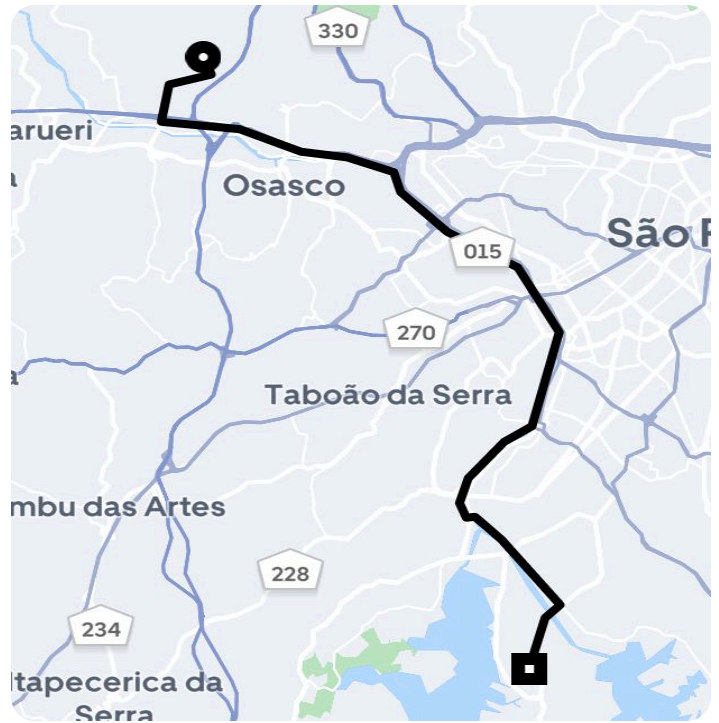 330
arueri
a
Osasco
São P
015
270
a
Taboão da Serra
mbu das Artes
228
234
Itapecerica da
Serra